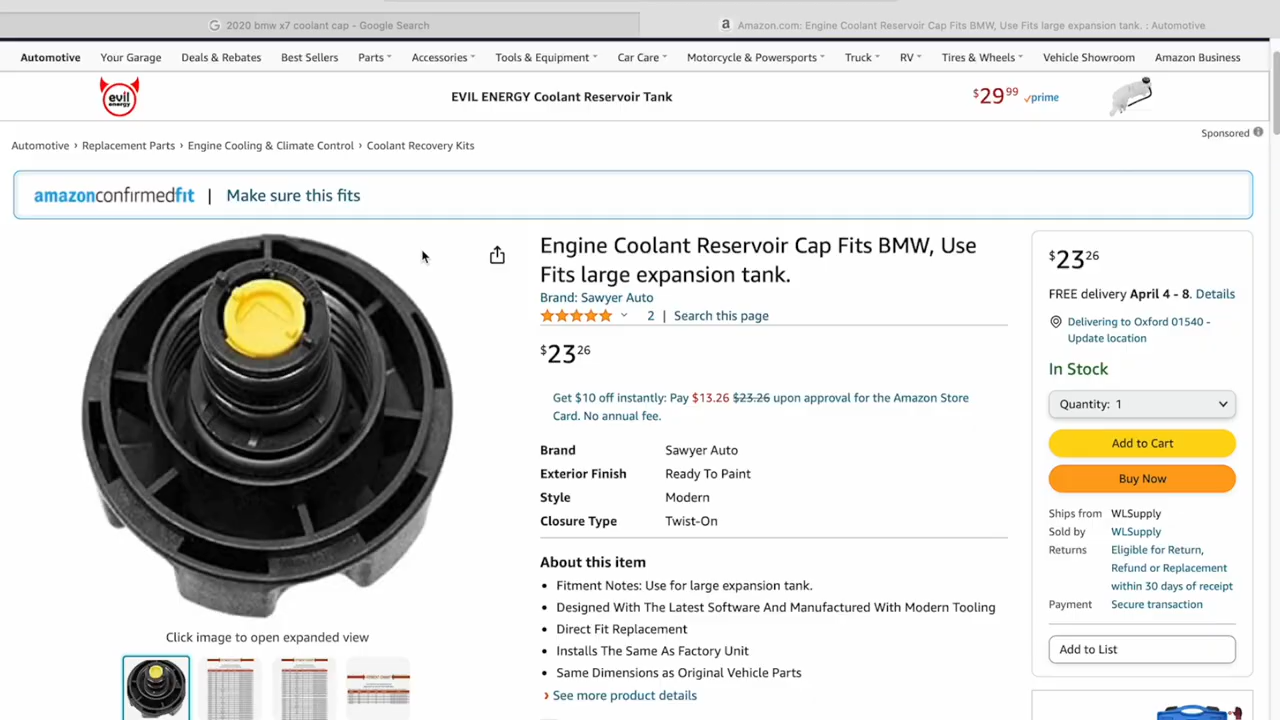 2020 bmw x7 coolant cap - Google Search
Amazon.com: Engine Coolant Reservoir Cap Fits BMW, Use Fits large expansion tank. : Automotive
Automotive Your Garage Deals & Rebates Best Sellers Parts Accessories Tools & Equipment Car Care Motorcycle & Powersports Truck RV Tires & Wheels Vehicle Showroom Amazon Business
evil energy
EVIL ENERGY Coolant Reservoir Tank
$29 99 prime
Sponsored
Automotive › Replacement Parts › Engine Cooling & Climate Control › Coolant Recovery Kits
amazonconfirmedfit | Make sure this fits
Engine Coolant Reservoir Cap Fits BMW, Use
Fits large expansion tank.
Brand: Sawyer Auto
2 | Search this page
$23 26
Get $10 off instantly: Pay $13.26 $23.26 upon approval for the Amazon Store
Card. No annual fee.
Brand Sawyer Auto
Exterior Finish Ready To Paint
Style Modern
Closure Type Twist-On
About this item
• Fitment Notes: Use for large expansion tank.
• Designed With The Latest Software And Manufactured With Modern Tooling
• Direct Fit Replacement
• Installs The Same As Factory Unit
• Same Dimensions as Original Vehicle Parts
› See more product details
Click image to open expanded view
$23 26
FREE delivery April 4 - 8. Details
Delivering to Oxford 01540 -
Update location
In Stock
Quantity: 1
Add to Cart
Buy Now
Ships from WLSupply
Sold by WLSupply
Returns Eligible for Return,
Refund or Replacement
within 30 days of receipt
Payment Secure transaction
Add to List